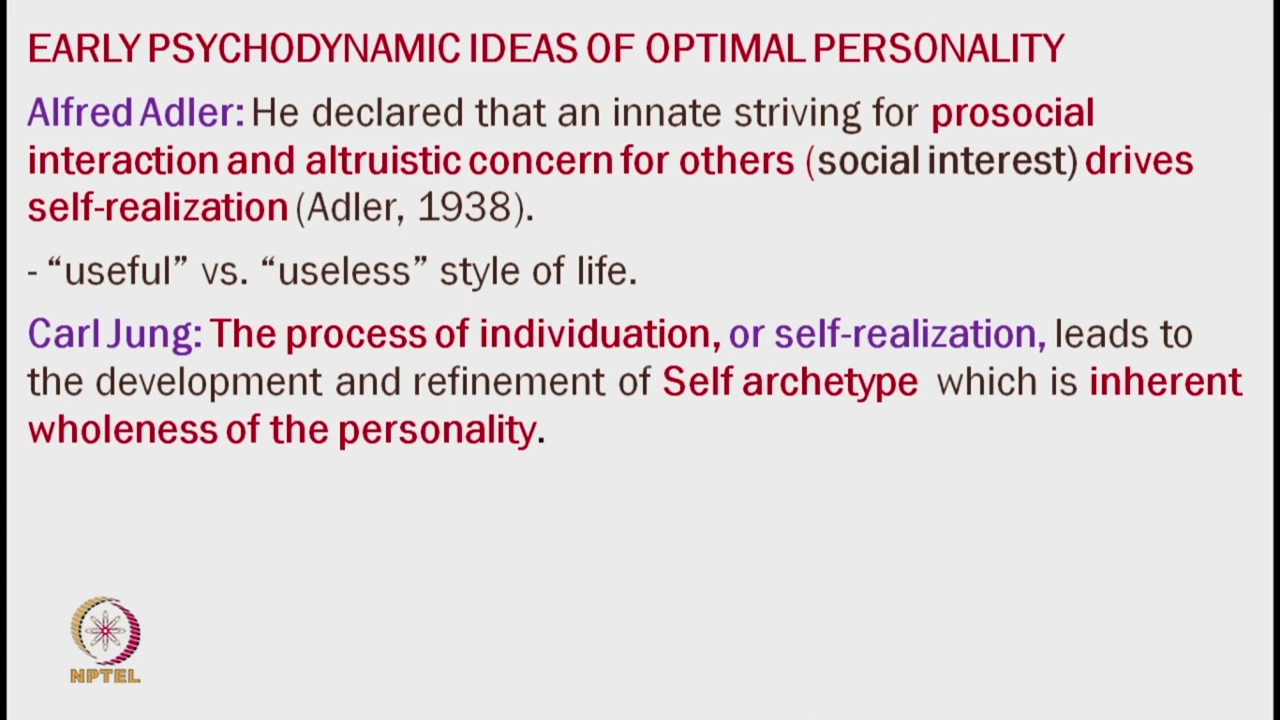 EARLY PSYCHODYNAMIC IDEAS OF OPTIMAL PERSONALITY
Alfred Adler: He declared that an innate striving for prosocial
interaction and altruistic concern for others (social interest) drives
self-realization (Adler, 1938).
- “useful” vs. “useless” style of life.
Carl Jung: The process of individuation, or self-realization, leads to
the development and refinement of Self archetype which is inherent
wholeness of the personality.
NPTEL